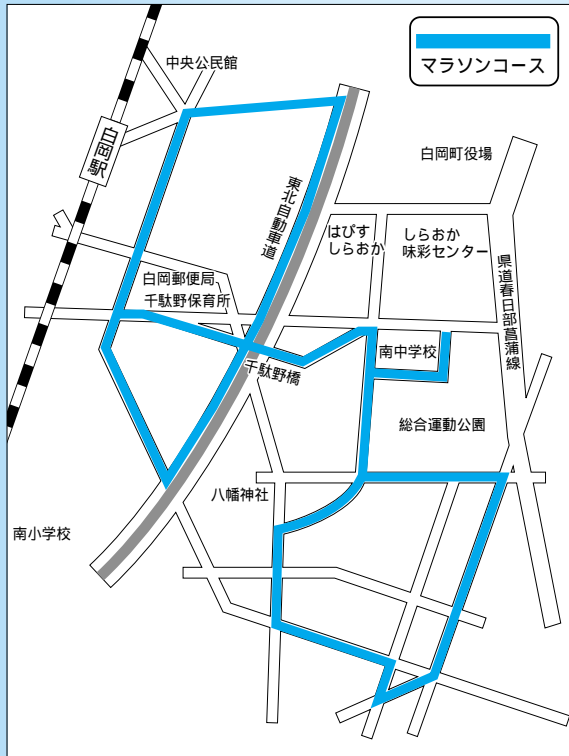 マラソンコース
中央公民館
白岡駅
白岡町役場
東北自動車道
はぴす
しらおか
しらおか
味彩センター
県道春日部菖蒲線
白岡郵便局
千駄野保育所
南中学校
千駄野橋
総合運動公園
八幡神社
南小学校